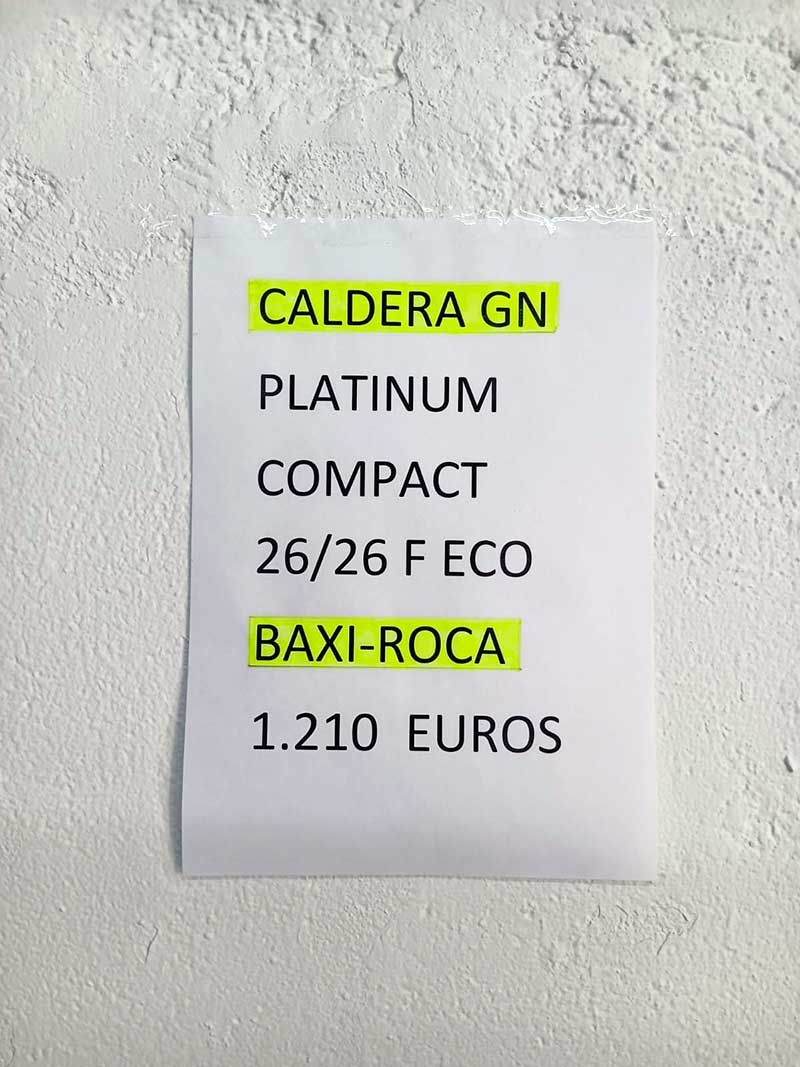 CALDERA GN
PLATINUM
COMPACT
26/26 F ECO
BAXI-ROCA
1.210 EUROS